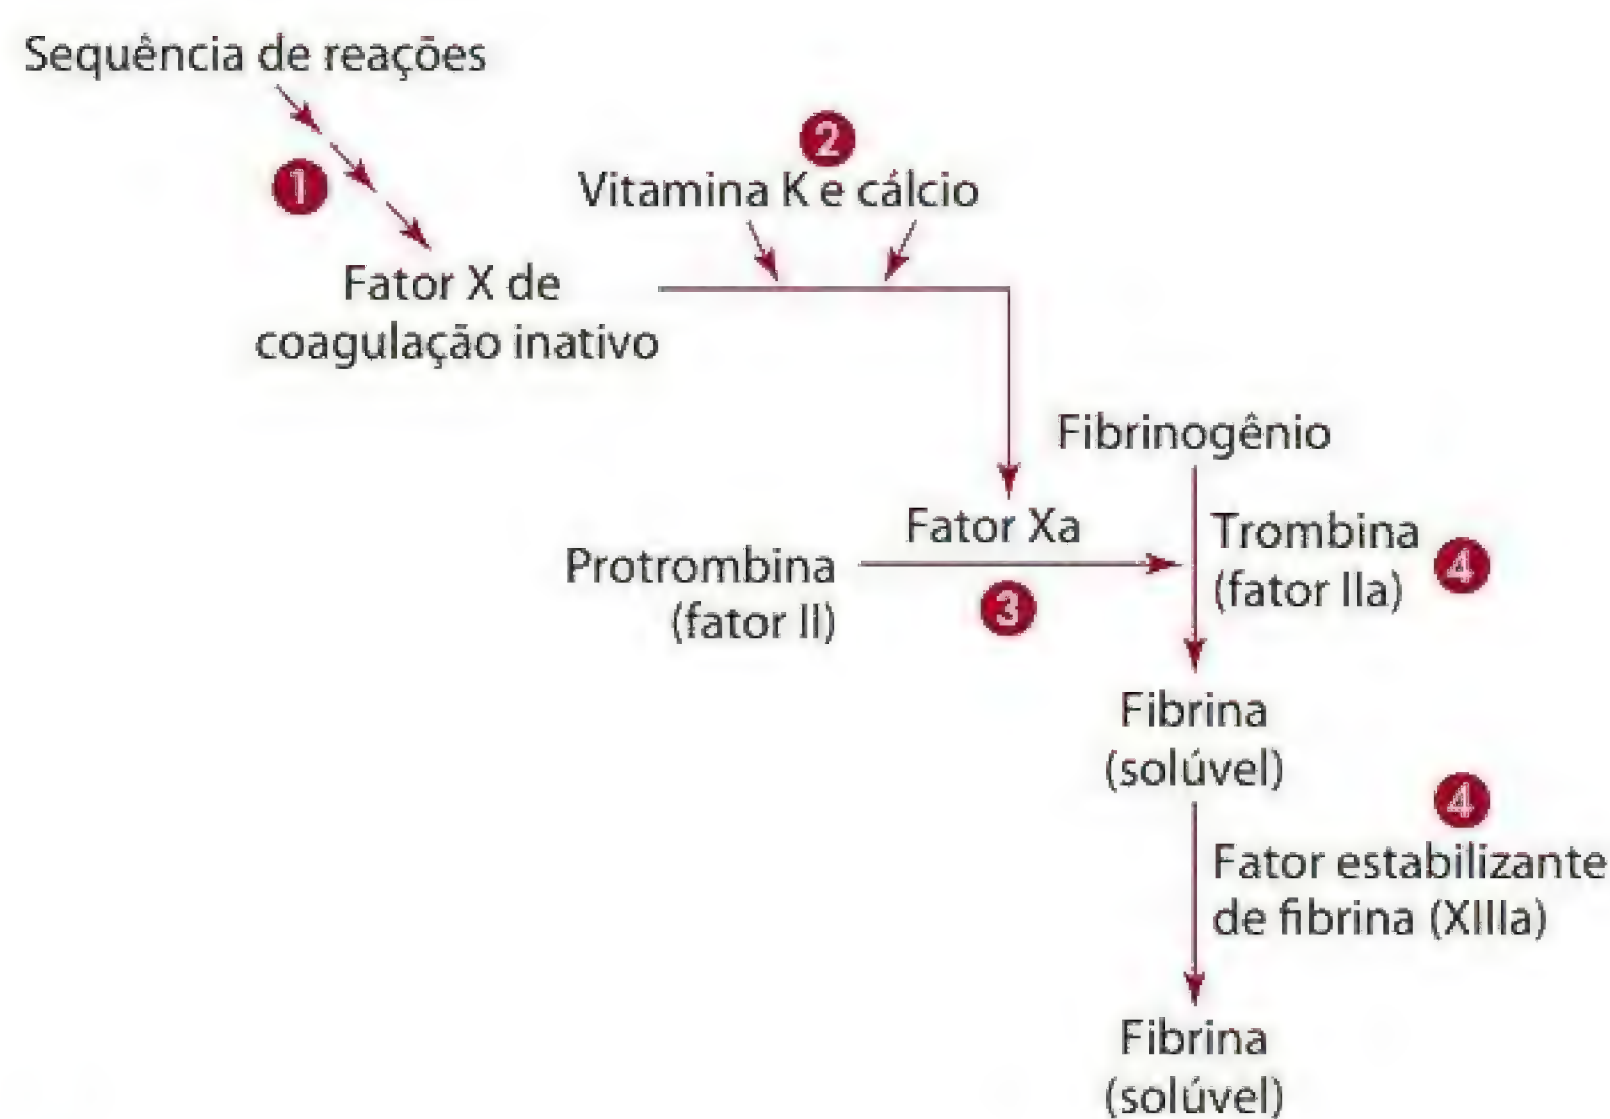 Sequência de reações
1
2
Vitamina K e cálcio
Fator X de
coagulação inativo
Fibrinogênio
Fator Xa
Protrombina
(fator II)
3
Trombina
(fator IIa)
4
Fibrina
(solúvel)
4
Fator estabilizante
de fibrina (XIIIa)
Fibrina
(solúvel)